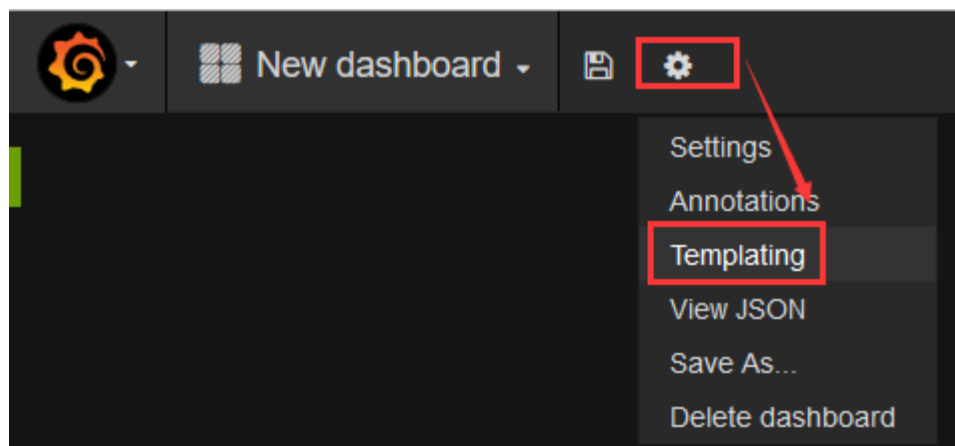 New dashboard
Settings
Annotations
Templating
View JSON
Save As...
Delete dashboard